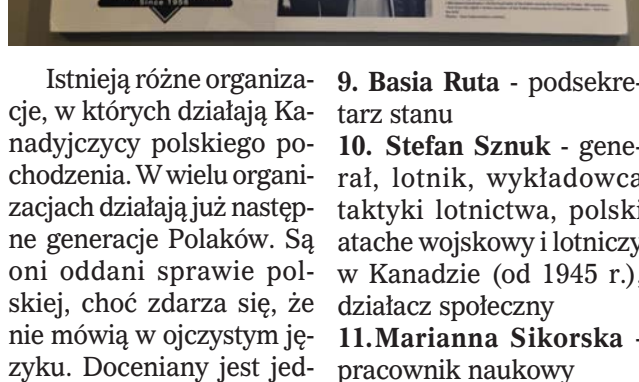 Since 1958
Istnieją różne organiza-
cje, w których działają Ka-
nadyjczycy polskiego po-
chodzenia. W wielu organi-
zacjach działają już następ-
ne generacje Polaków. Są
oni oddani sprawie pol-
skiej, choć zdarza się, że
nie mówią w ojczystym ję-
zyku. Doceniany jest jed-
9. Basia Ruta - podsekre-
tarz stanu
10. Stefan Sznuk - gene-
rał, lotnik, wykładowca
taktyki lotnictwa, polski
atache wojskowy i lotniczy
w Kanadzie (od 1945 r.),
działacz społeczny
11.Marianna Sikorska -
pracownik naukowy